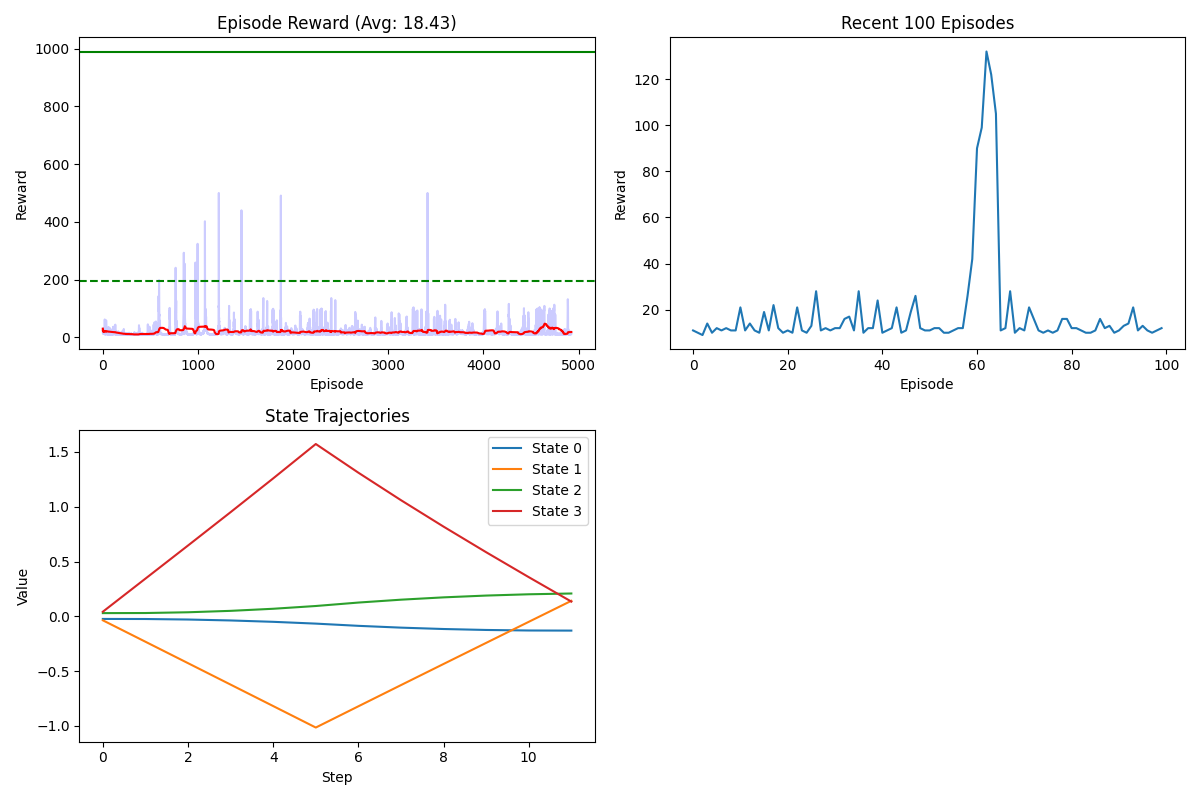 Episode Reward (Avg: 18.43)
Reward
1000
800
600
400
200
0
0 1000 2000 3000 4000 5000
Episode
Recent 100 Episodes
Reward
120
100
80
60
40
20
0 20 40 60 80 100
Episode
State Trajectories
Value
1.5
1.0
0.5
0.0
−0.5
−1.0
State 0
State 1
State 2
State 3
0 2 4 6 8 10
Step